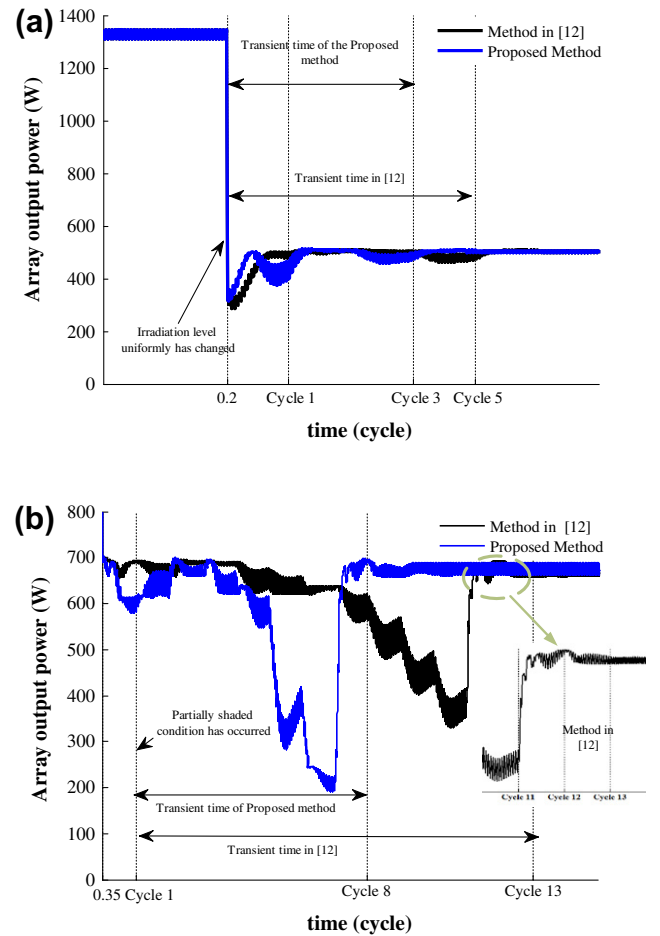 (a)
1400
1200
1000
800
600
400
200
0
Array output power (W)
Method in [12]
Proposed Method
Transient time of the Proposed
method
Transient time in [12]
Irradiation level
uniformly has changed
0.2
Cycle 1
Cycle 3
Cycle 5
time (cycle)
(b)
800
700
600
500
400
300
200
100
0
Array output power (W)
Method in [12]
Proposed Method
Partially shaded
condition has occurred
Method in
[12]
Cycle 11
Cycle 12
Cycle 13
Transient time of Proposed method
Transient time in [12]
0.35
Cycle 1
Cycle 8
Cycle 13
time (cycle)